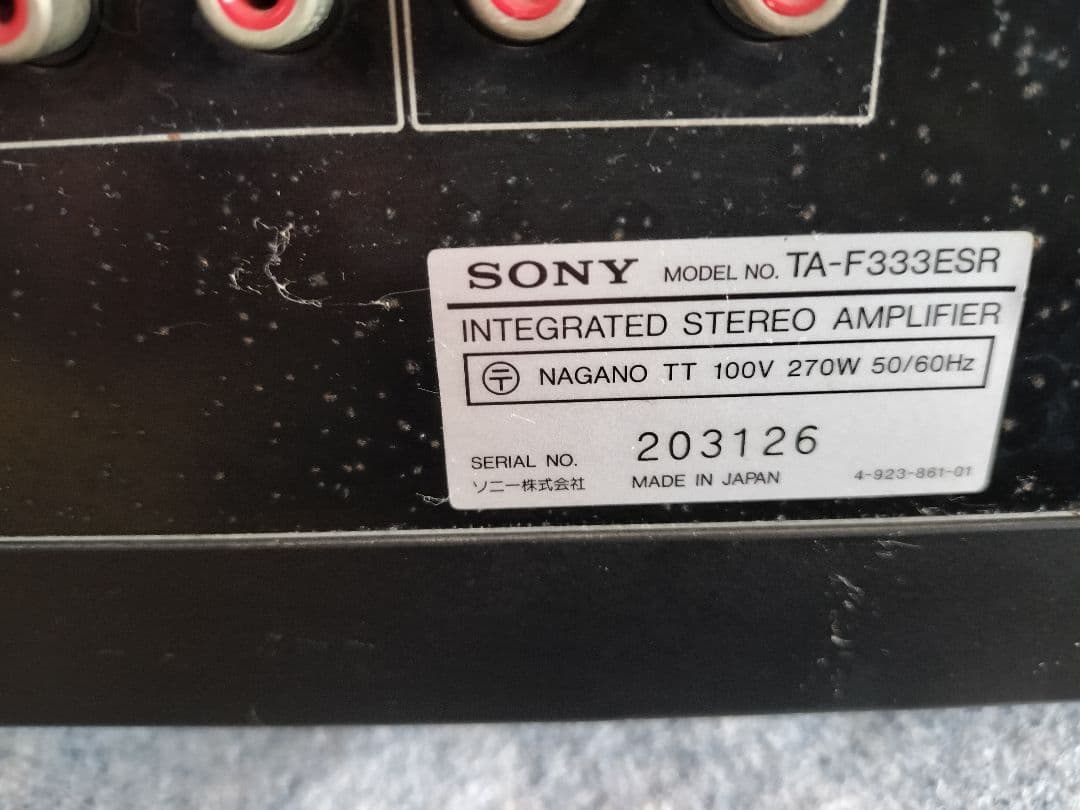 SONY MODEL NO. TA-F333ESR
INTEGRATED STEREO AMPLIFIER
〶 NAGANO TT 100V 270W 50/60Hz
SERIAL NO. 203126
ソニー株式会社 MADE IN JAPAN 4-923-861-01